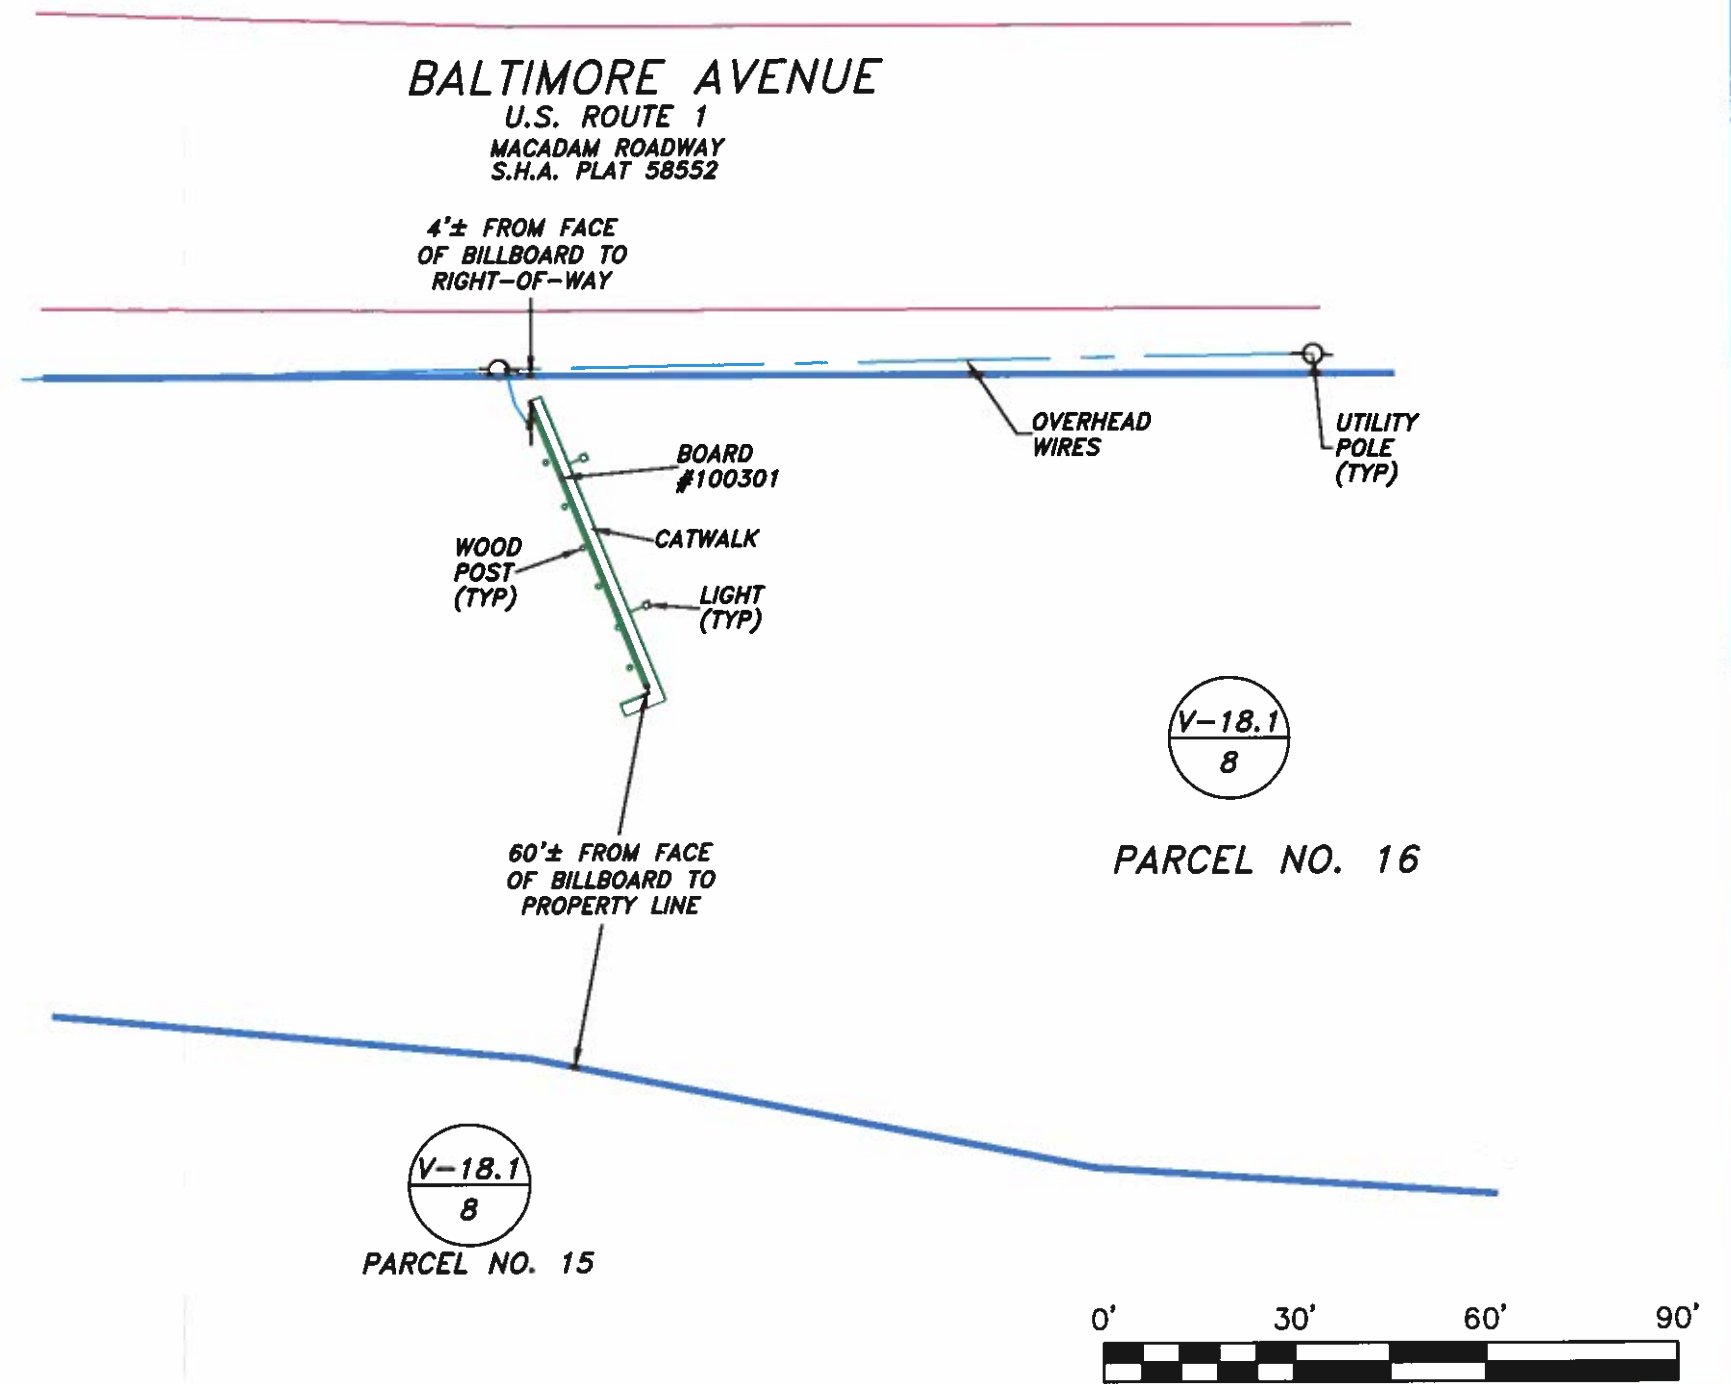 BALTIMORE AVENUE
U.S. ROUTE 1
MACADAM ROADWAY
S.H.A. PLAT 58552
4'± FROM FACE
OF BILLBOARD TO
RIGHT-OF-WAY
OVERHEAD
WIRES
UTILITY
POLE
(TYP)
BOARD
#100301
CATWALK
WOOD
POST
(TYP)
LIGHT
(TYP)
V-18.1
8
PARCEL NO. 16
60'± FROM FACE
OF BILLBOARD TO
PROPERTY LINE
V-18.1
8
PARCEL NO. 15
0' 30' 60' 90'